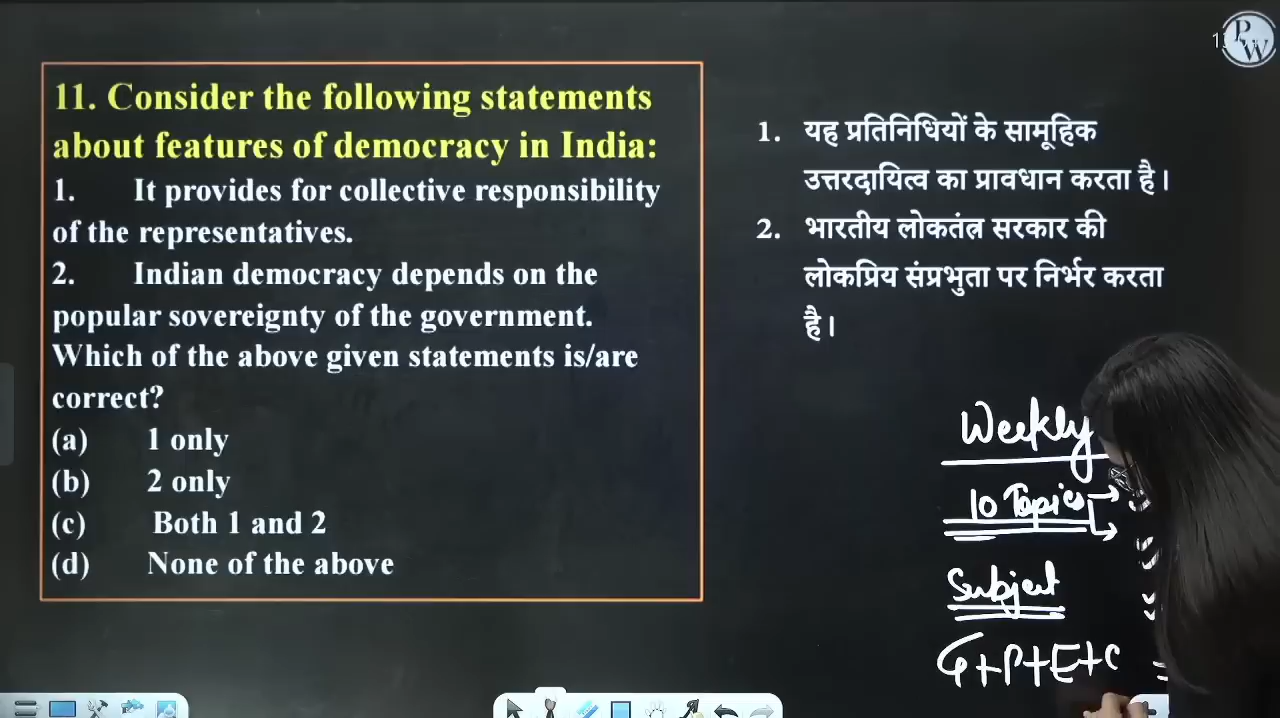 PW
11. Consider the following statements
about features of democracy in India:
1. It provides for collective responsibility
of the representatives.
2. Indian democracy depends on the
popular sovereignty of the government.
Which of the above given statements is/are
correct?
(a) 1 only
(b) 2 only
(c) Both 1 and 2
(d) None of the above
1. यह प्रतिनिधियों के सामूहिक
उत्तरदायित्व का प्रावधान करता है।
2. भारतीय लोकतंत्र सरकार की
लोकप्रिय संप्रभुता पर निर्भर करता
है।
Weekly
10 Topics
Subject
G+P+E+C